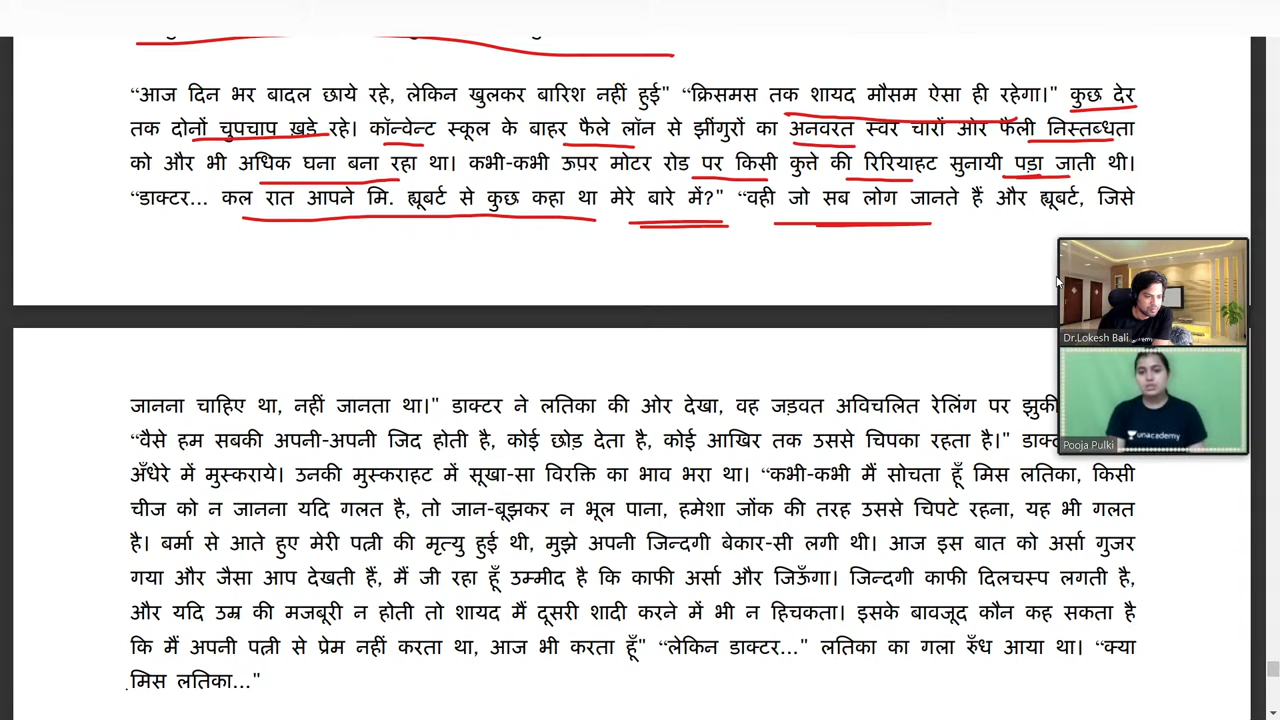 “आज दिन भर बादल छाये रहे, लेकिन खुलकर बारिश नहीं हुई" “क्रिसमस तक शायद मौसम ऐसा ही रहेगा।" कुछ देर
तक दोनों चुपचाप खड़े रहे। कॉन्वेन्ट स्कूल के बाहर फैले लॉन से झींगुरों का अनवरत स्वर चारों ओर फैली निस्तब्धता
को और भी अधिक घना बना रहा था। कभी-कभी ऊपर मोटर रोड पर किसी कुत्ते की रिरियाहट सुनायी पड़ा जाती थी।
“डाक्टर... कल रात आपने मि. ह्यूबर्ट से कुछ कहा था मेरे बारे में?" “वही जो सब लोग जानते हैं और ह्यूबर्ट, जिसे
Dr.Lokesh Bali
जानना चाहिए था, नहीं जानता था।" डाक्टर ने लतिका की ओर देखा, वह जड़वत अविचलित रेलिंग पर झुकी
unacademy
Pooja Pulki
“वैसे हम सबकी अपनी-अपनी जिद होती है, कोई छोड़ देता है, कोई आखिर तक उससे चिपका रहता है।"
अँधेरे में मुस्कराये। उनकी मुस्कराहट में सूखा-सा विरक्ति का भाव भरा था। “कभी-कभी मैं सोचता हूँ मिस लतिका, किसी
चीज को न जानना यदि गलत है, तो जान-बूझकर न भूल पाना, हमेशा जोंक की तरह उससे चिपटे रहना, यह भी गलत
है। बर्मा से आते हुए मेरी पत्नी की मृत्यु हुई थी, मुझे अपनी जिन्दगी बेकार-सी लगी थी। आज इस बात को अर्सा गुजर
गया और जैसा आप देखती हैं, मैं जी रहा हूँ उम्मीद है कि काफी अर्सा और जिऊँगा। जिन्दगी काफी दिलचस्प लगती है,
और यदि उम्र की मजबूरी न होती तो शायद मैं दूसरी शादी करने में भी न हिचकता। इसके बावजूद कौन कह सकता है
कि मैं अपनी पत्नी से प्रेम नहीं करता था, आज भी करता हूँ" “लेकिन डाक्टर..." लतिका का गला रुँध आया था। “क्या
मिस लतिका..."